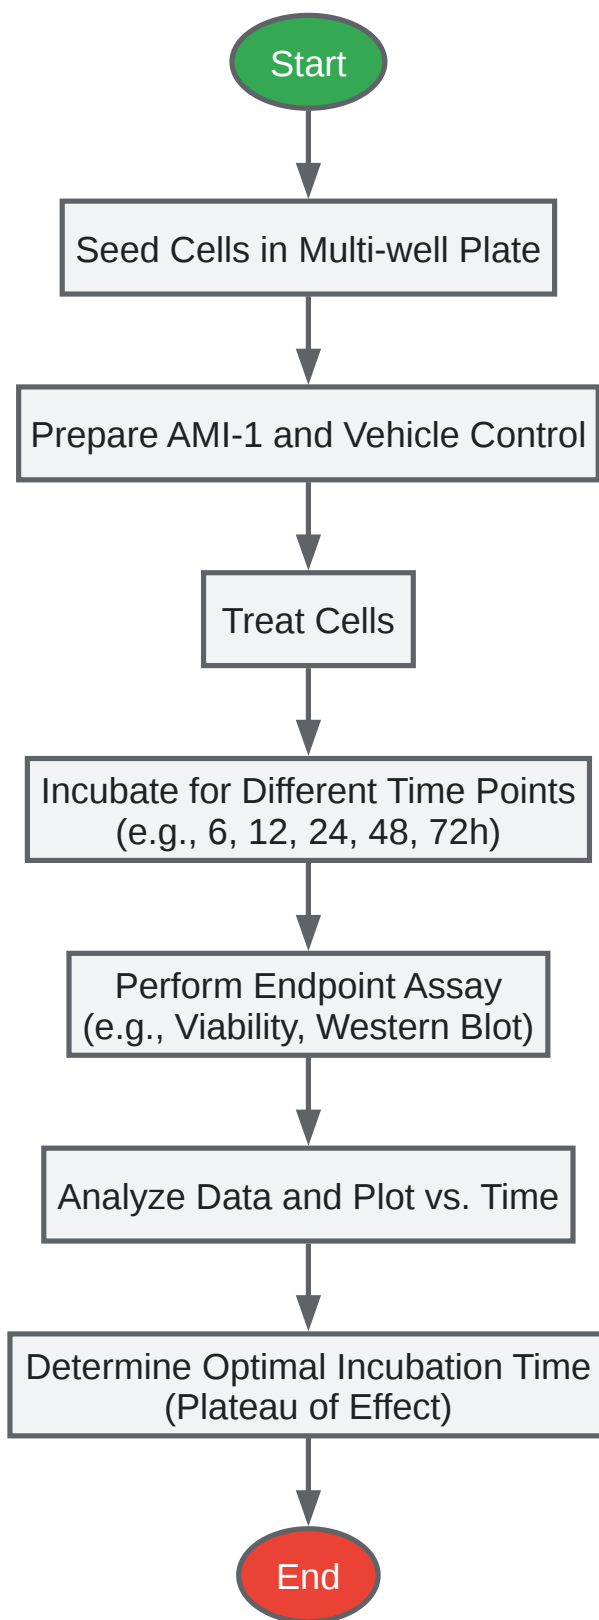 Start
Seed Cells in Multi-well Plate
Prepare AMI-1 and Vehicle Control
Treat Cells
Incubate for Different Time Points
(e.g., 6, 12, 24, 48, 72h)
Perform Endpoint Assay
(e.g., Viability, Western Blot)
Analyze Data and Plot vs. Time
Determine Optimal Incubation Time
(Plateau of Effect)
End